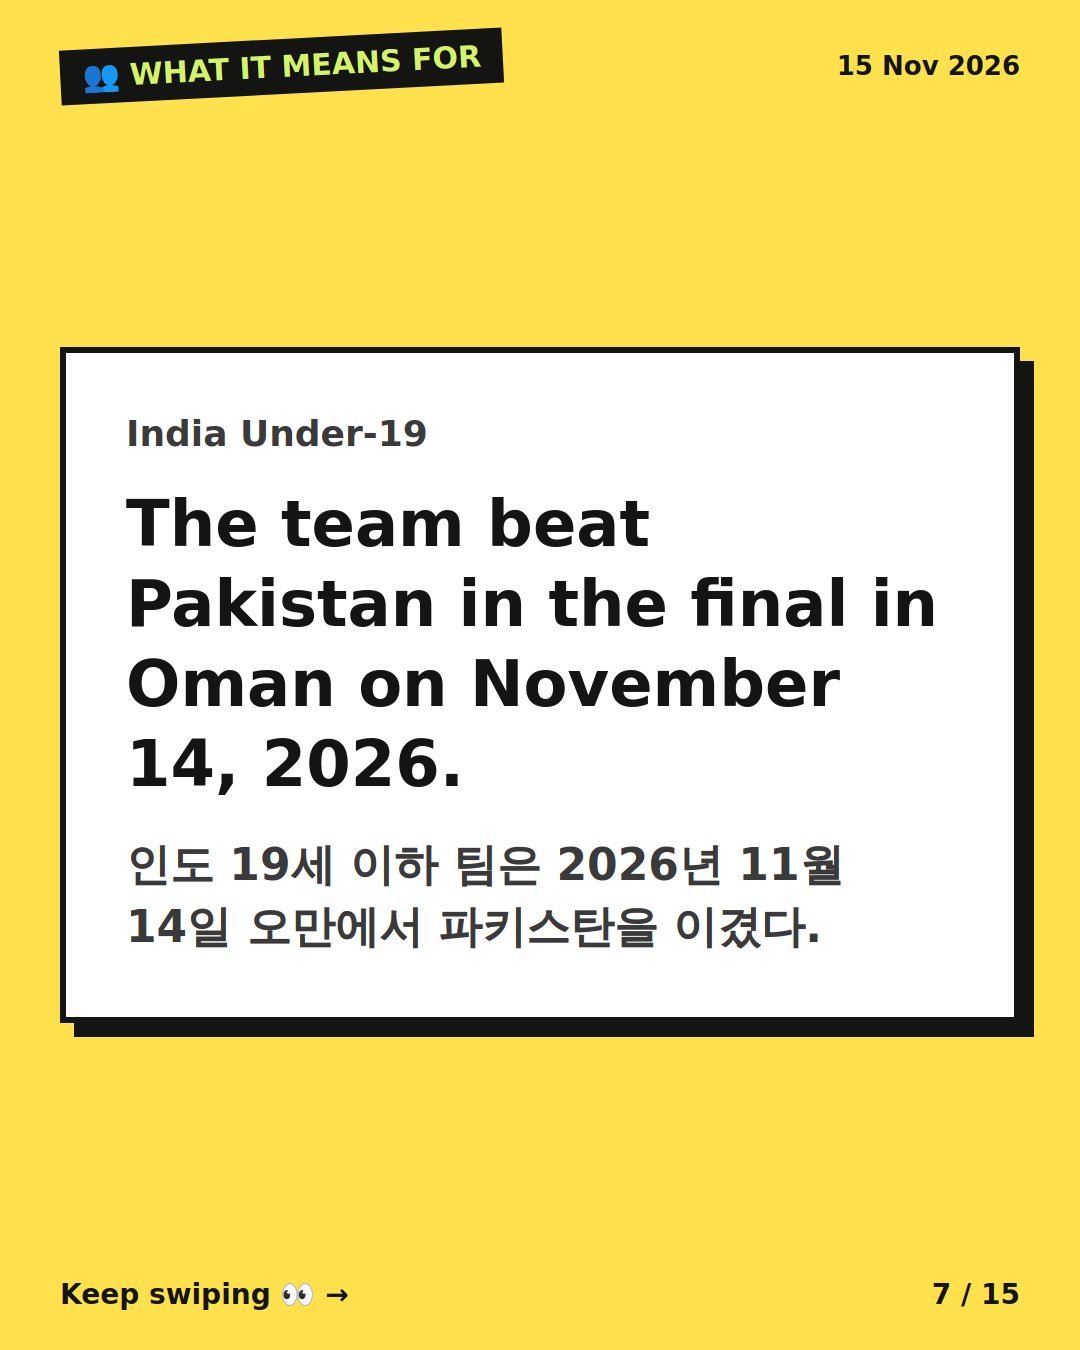 👥 WHAT IT MEANS FOR
15 Nov 2026
India Under-19
The team beat
Pakistan in the final in
Oman on November
14, 2026.
인도 19세 이하 팀은 2026년 11월
14일 오만에서 파키스탄을 이겼다.
Keep swiping 👀 →
7 / 15